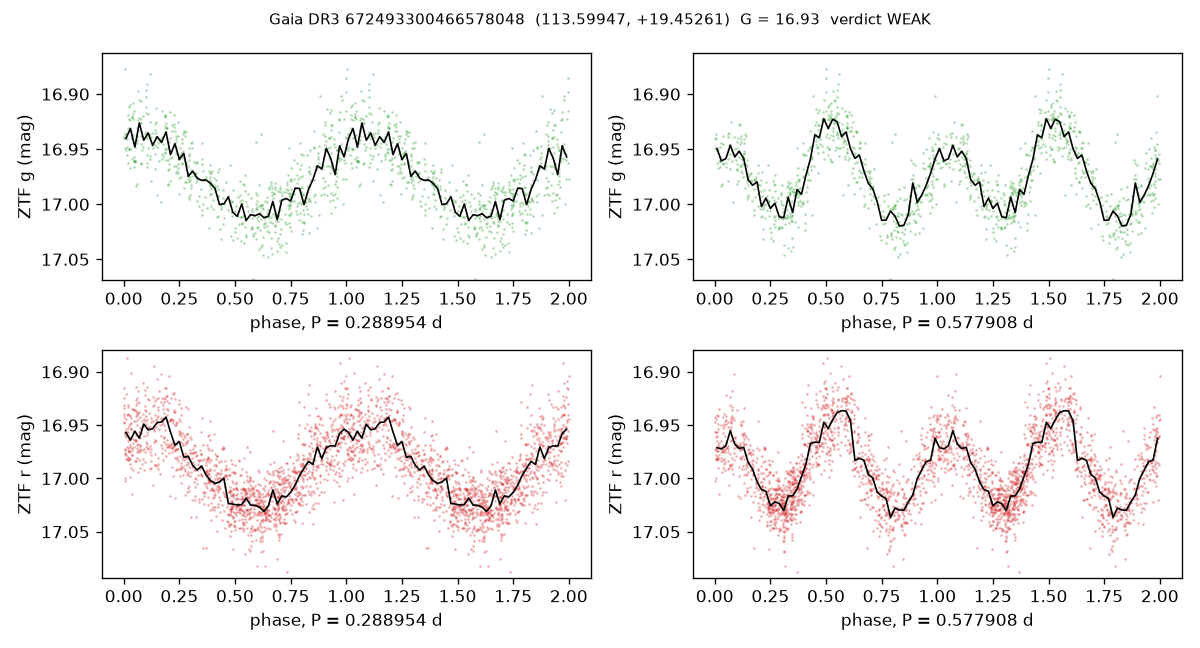 Gaia DR3 672493300466578048  (113.59947, +19.45261)  G = 16.93  verdict WEAK
ZTF g (mag)
16.90
16.95
17.00
17.05
0.00 0.25 0.50 0.75 1.00 1.25 1.50 1.75 2.00
phase, P = 0.288954 d
ZTF g (mag)
16.90
16.95
17.00
17.05
0.00 0.25 0.50 0.75 1.00 1.25 1.50 1.75 2.00
phase, P = 0.577908 d
ZTF r (mag)
16.90
16.95
17.00
17.05
0.00 0.25 0.50 0.75 1.00 1.25 1.50 1.75 2.00
phase, P = 0.288954 d
ZTF r (mag)
16.90
16.95
17.00
17.05
0.00 0.25 0.50 0.75 1.00 1.25 1.50 1.75 2.00
phase, P = 0.577908 d